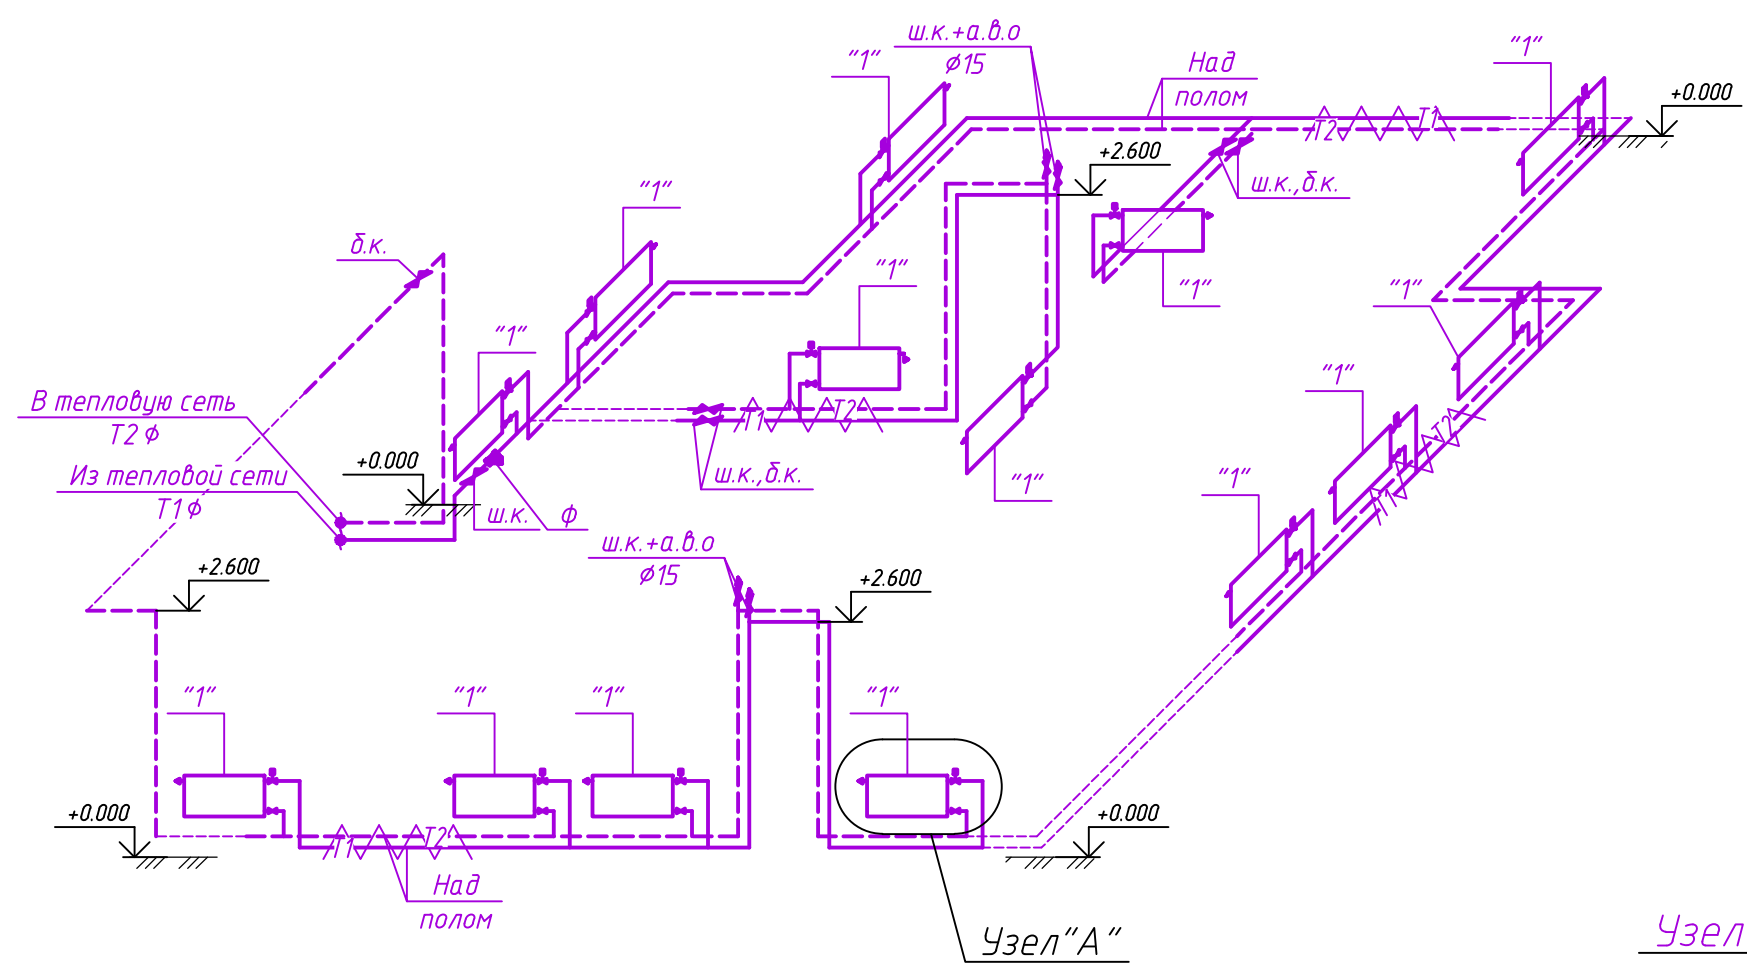 ш.к.+а.в.о
ø15
"1"
Над
полом
"1"
+0.000
Т2
Т1
+2.600
ш.к.,б.к.
"1"
б.к.
"1"
"1"
"1"
"1"
"1"
В тепловую сеть
Т2 ф
Из тепловой сети
Т1 ф
+0.000
Т1
Т2
ш.к.,б.к.
"1"
"1"
Т2
Т1
"1"
ш.к.
ф
ш.к.+а.в.о
ø15
+2.600
+2.600
"1"
"1"
"1"
"1"
+0.000
Т1
Т2
+0.000
Над
полом
Узел"А"
Узел